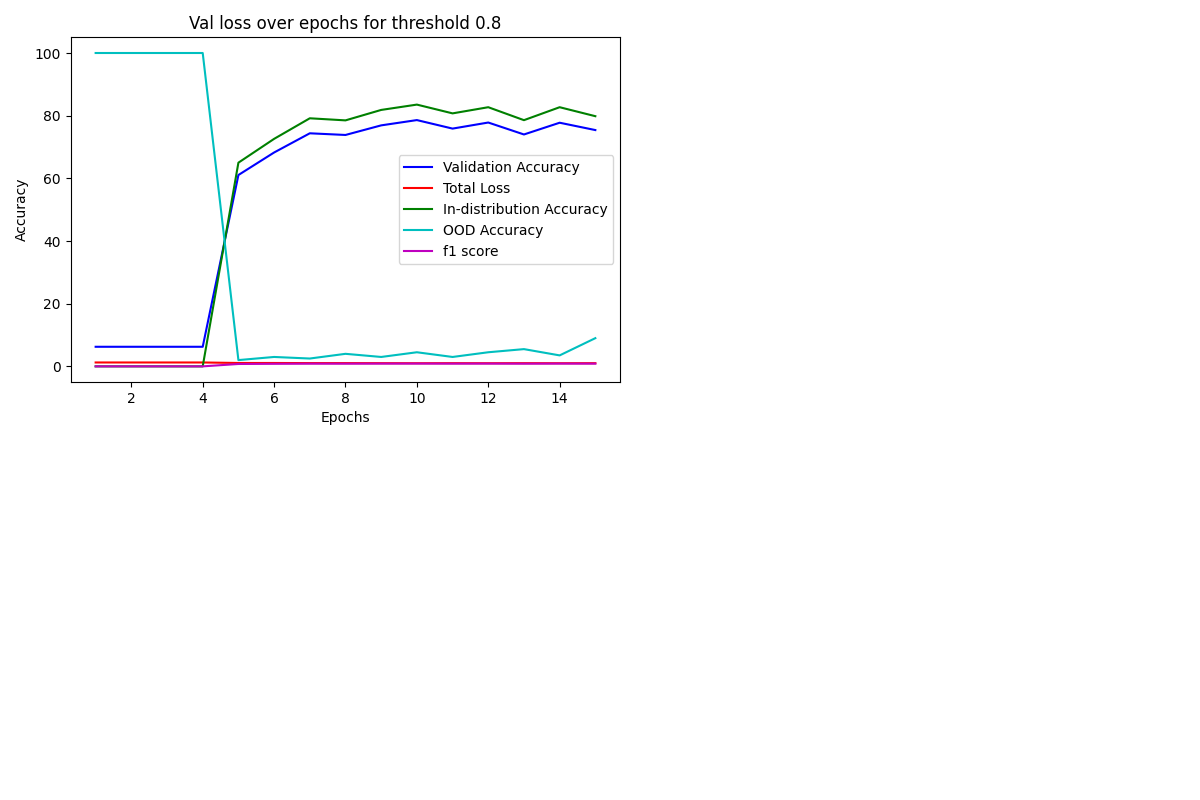 Val loss over epochs for threshold 0.8
Accuracy
100
80
60
40
20
0
Validation Accuracy
Total Loss
In-distribution Accuracy
OOD Accuracy
f1 score
2 4 6 8 10 12 14
Epochs